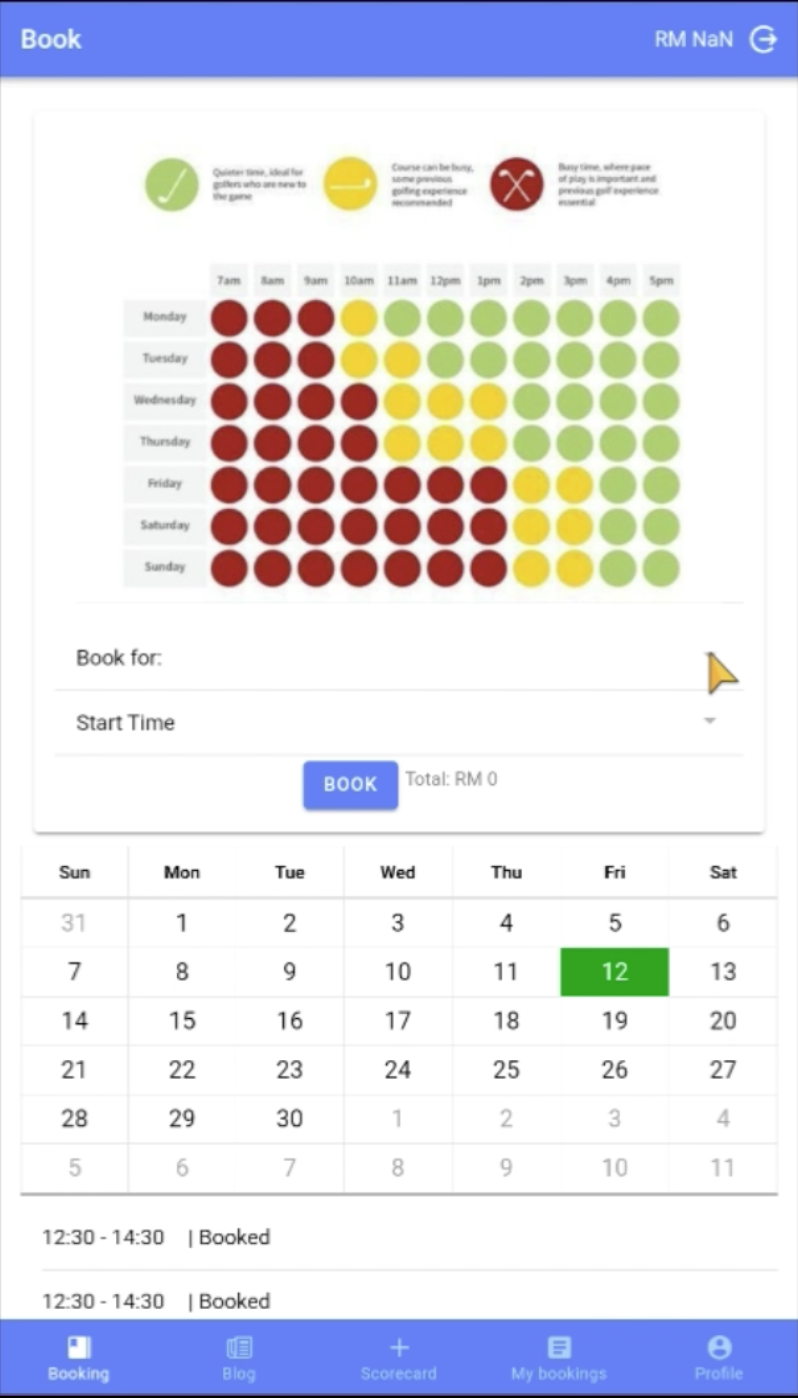 Book
RM NaN
Quieter time, ideal for
golfers who are new to
the game
Course can be busy,
some previous
golfing experience
recommended
Busy time, where pace
of play is important and
previous golf experience
essential
7am 8am 9am 10am 11am 12pm 1pm 2pm 3pm 4pm 5pm
Monday
Tuesday
Wednesday
Thursday
Friday
Saturday
Sunday
Book for:
Start Time
BOOK Total: RM 0
Sun Mon Tue Wed Thu Fri Sat
31 1 2 3 4 5 6
7 8 9 10 11 12 13
14 15 16 17 18 19 20
21 22 23 24 25 26 27
28 29 30 1 2 3 4
5 6 7 8 9 10 11
12:30 - 14:30 | Booked
12:30 - 14:30 | Booked
Booking Blog Scorecard My bookings Profile